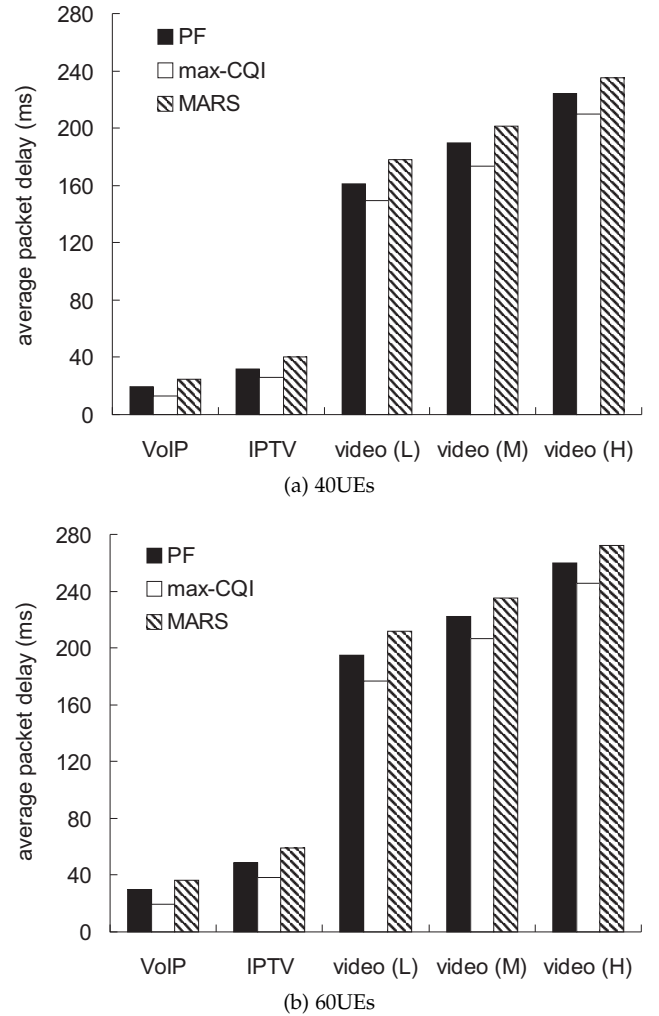 average packet delay (ms)
280
240
200
160
120
80
40
0
PF
max-CQI
MARS
VoIP IPTV video (L) video (M) video (H)
(a) 40UEs
average packet delay (ms)
280
240
200
160
120
80
40
0
PF
max-CQI
MARS
VoIP IPTV video (L) video (M) video (H)
(b) 60UEs